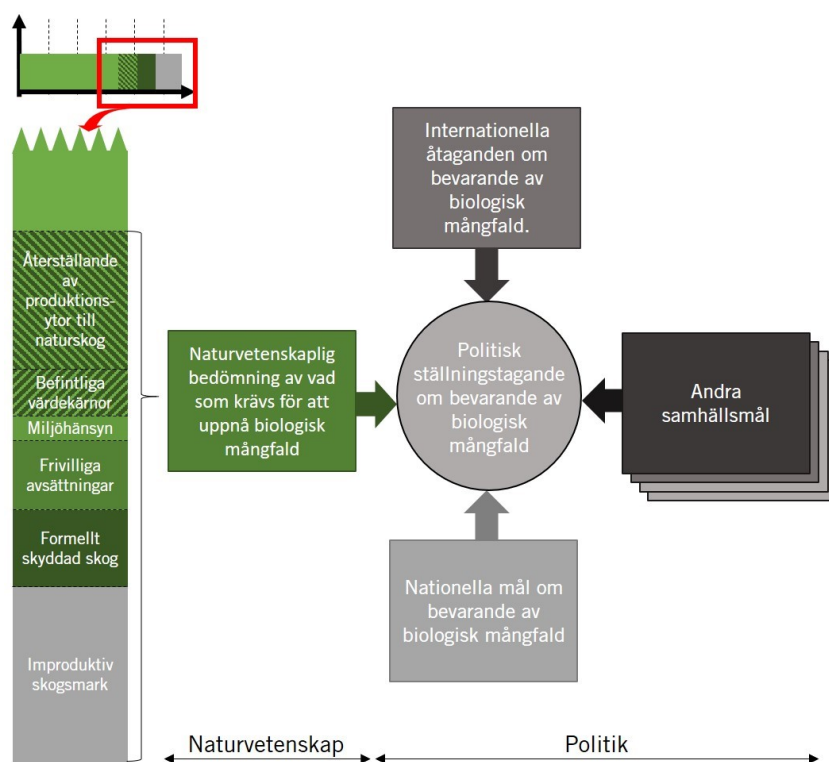 Internationella
åtaganden om
bevarande av
biologisk
mångfald.
Återställande
av
produktions-
ytor till
naturskog
Befintliga
värdekärnor
Miljöhänsyn
Frivilliga
avsättningar
Formellt
skyddad skog
Improduktiv
skogsmark
Naturvetenskaplig
bedömning av vad
som krävs för att
uppnå biologisk
mångfald
Politisk
ställningstagande
om bevarande av
biologisk
mångfald
Andra
samhällsmål
Nationella mål om
bevarande av
biologisk mångfald
Naturvetenskap
Politik